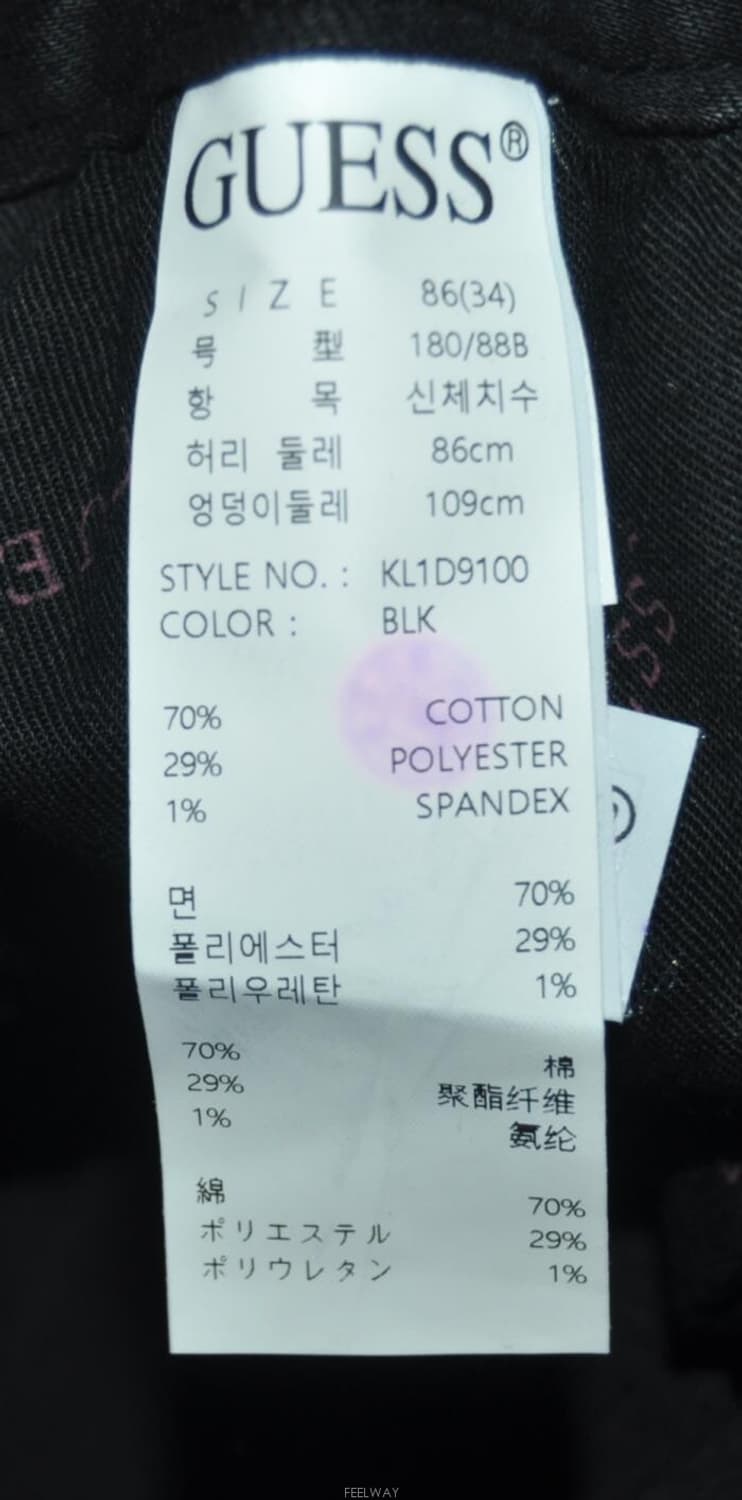 GUESS®
SIZE 86(34)
号型 180/88B
항목 신체치수
허리 둘레 86cm
엉덩이둘레 109cm
STYLE NO. : KL1D9100
COLOR : BLK
70% COTTON
29% POLYESTER
1% SPANDEX
면 70%
폴리에스터 29%
폴리우레탄 1%
70% 棉
29% 聚酯纤维
1% 氨纶
綿 70%
ポリエステル 29%
ポリウレタン 1%
FEELWAY